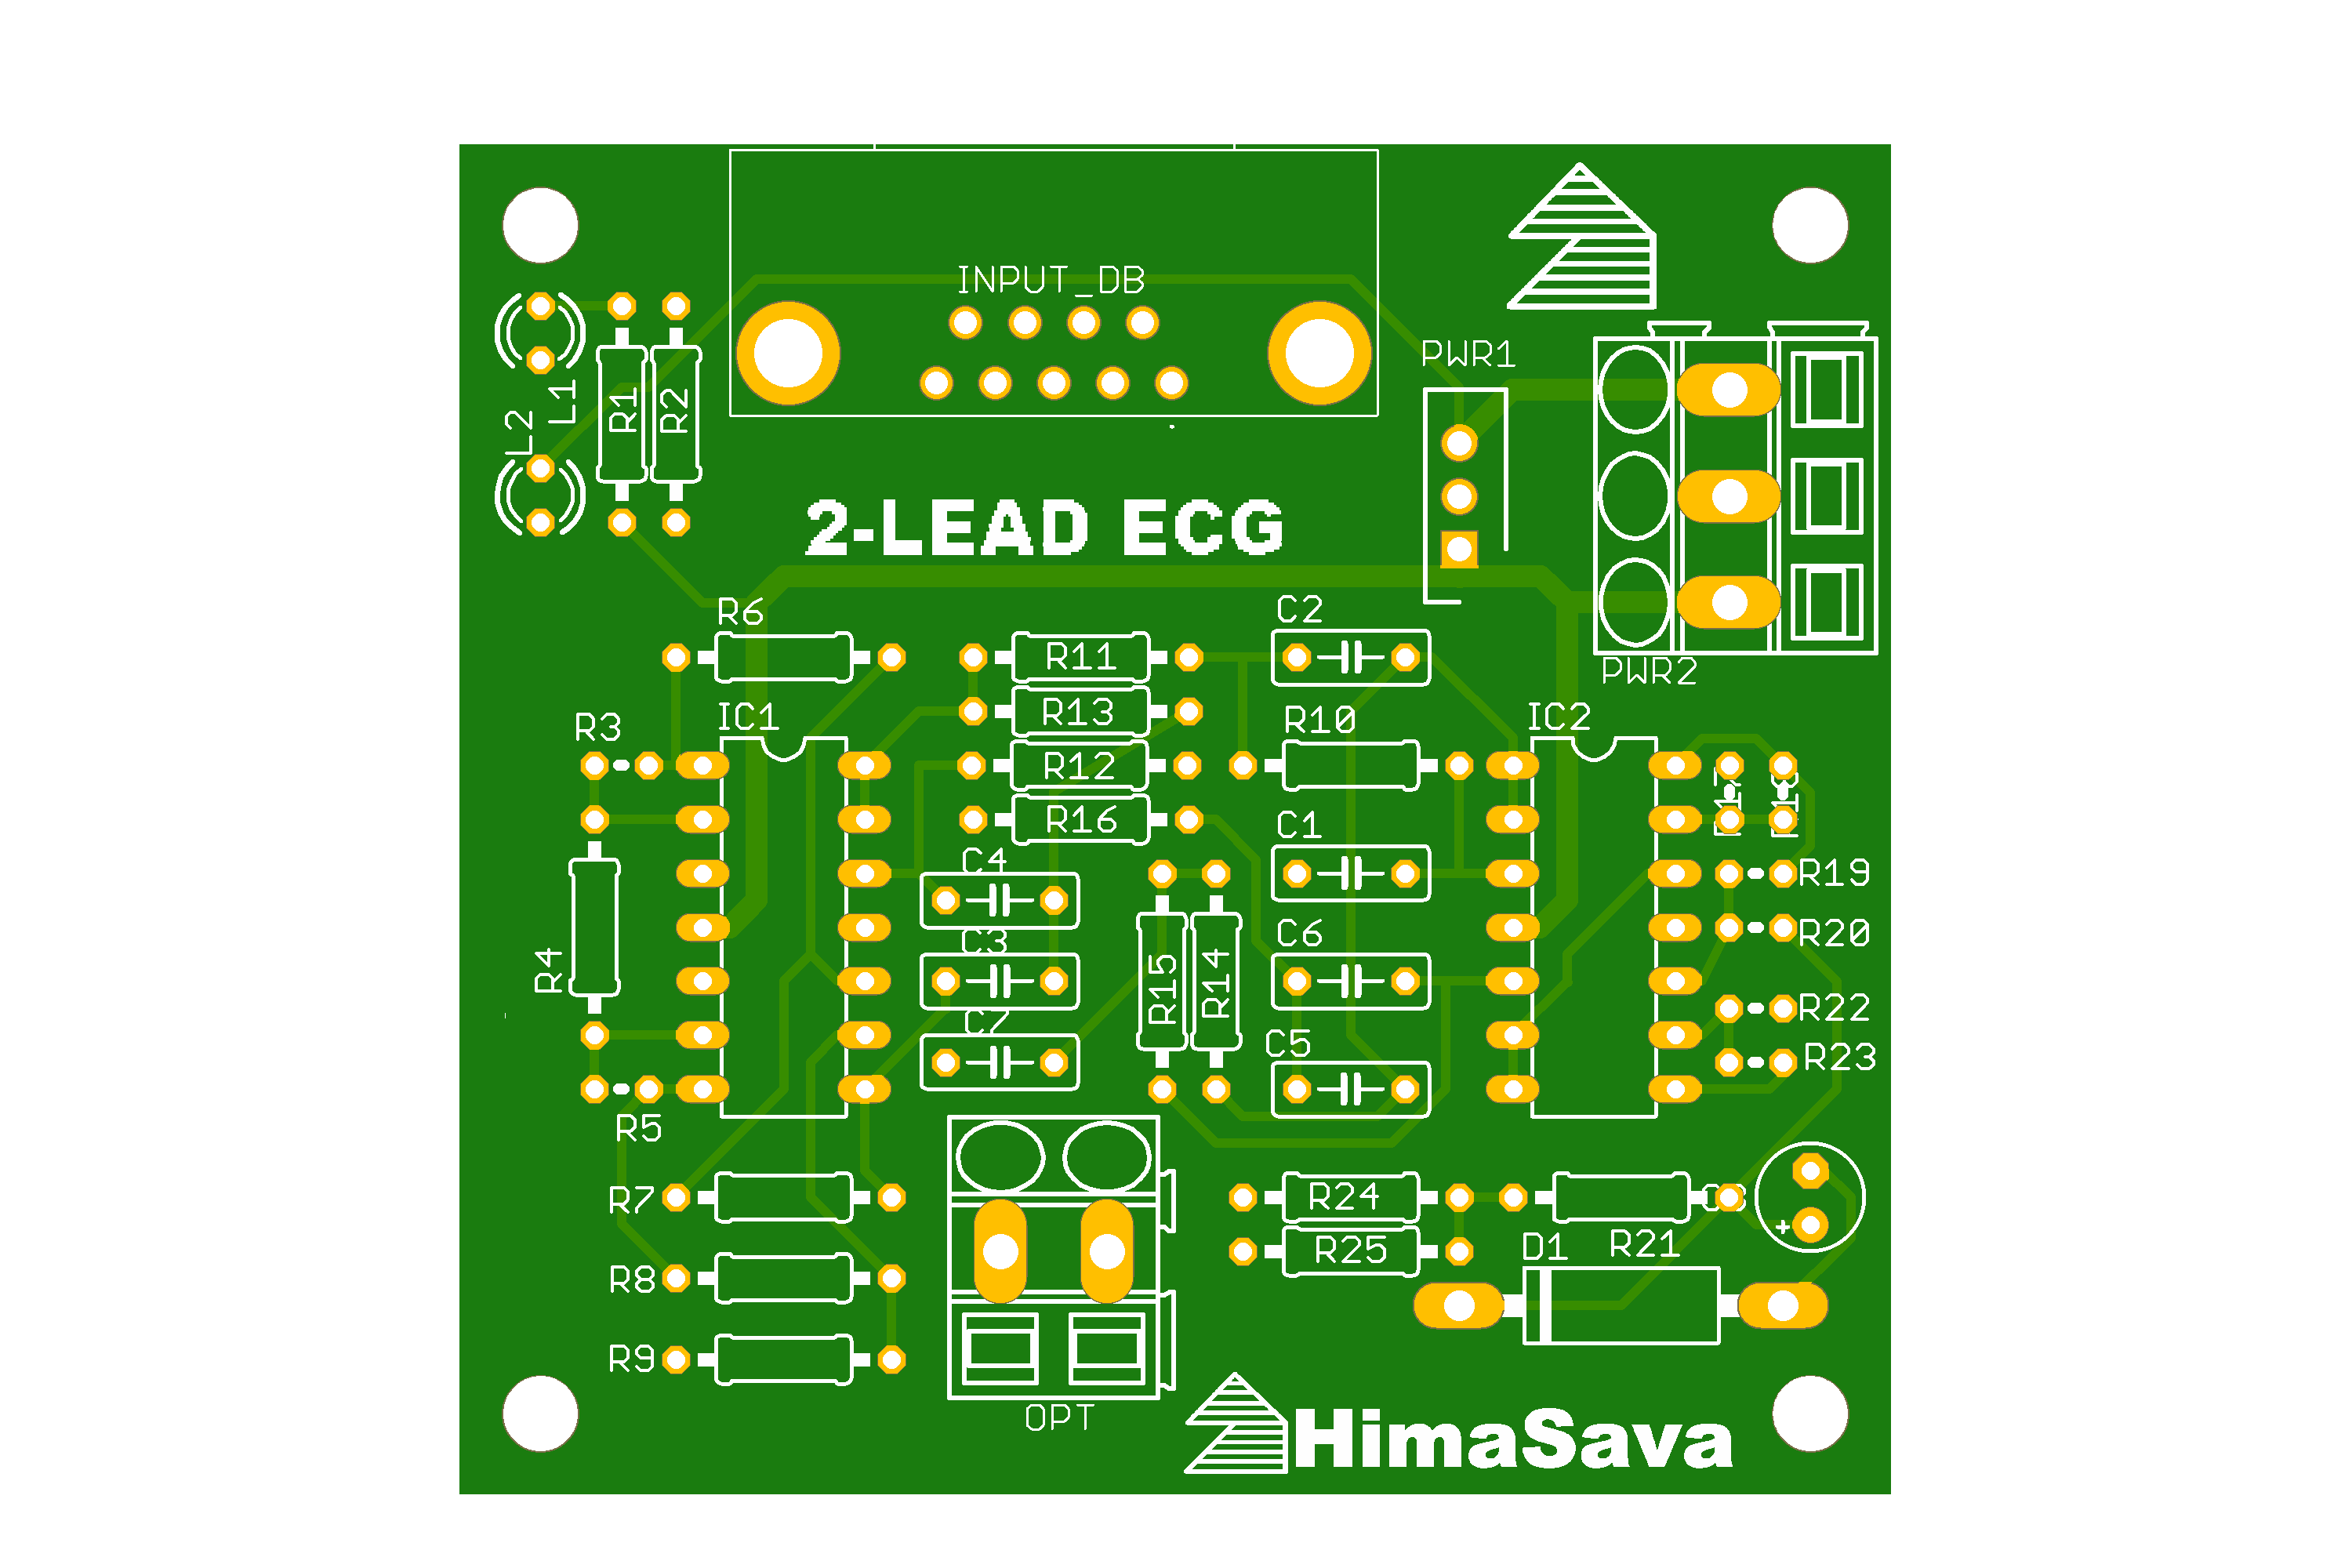 INPUT_DB
PWR1
L1
L2
R1
R2
2-LEAD ECG
R6
C2
PWR2
R11
R3
IC1
R13
R10
IC2
R12
R16
C1
C4
R19
C3
C6
R20
R4
R15
R14
R22
C7
C5
R23
R5
R7
R24
R8
R25
D1
R21
+
R9
OPT
HimaSava